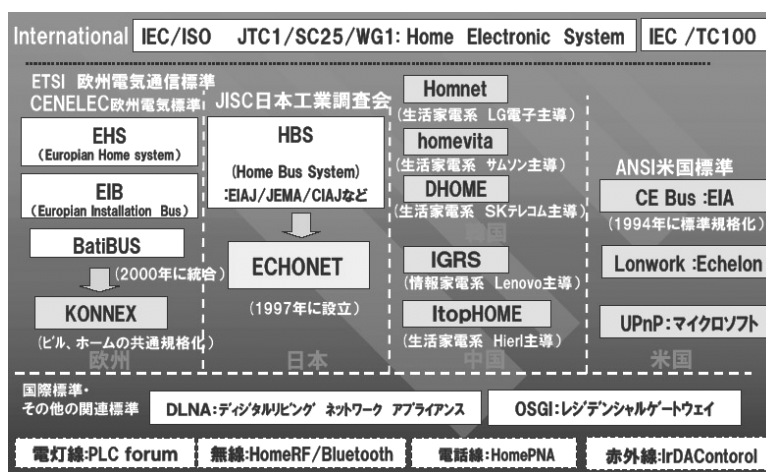 International IEC/ISO JTC1/SC25/WG1: Home Electronic System IEC /TC100
ETSI 欧州電気通信標準
CENELEC欧州電気標準
EHS
(Europian Home system)
EIB
(Europian Installation Bus)
BatiBUS
(2000年に統合)
KONNEX
(ビル、ホームの共通規格化)
欧州
JISC日本工業調査会
HBS
(Home Bus System)
:EIAJ/JEMA/CIAJなど
ECHONET
(1997年に設立)
日本
Homnet
(生活家電系 LG電子主導)
homevita
(生活家電系 サムソン主導)
DHOME
(生活家電系 SKテレコム主導)
韓国
IGRS
(情報家電系 Lenovo主導)
ItopHOME
(生活家電系 Hierl主導)
中国
ANSI米国標準
CE Bus :EIA
(1994年に標準規格化)
Lonwork :Echelon
UPnP:マイクロソフト
米国
国際標準・
その他の関連標準
DLNA:ディジタルリビング ネットワーク アプライアンス
OSGI:レジデンシャルゲートウェイ
電灯線:PLC forum
無線:HomeRF/Bluetooth
電話線:HomePNA
赤外線:IrDAContorol